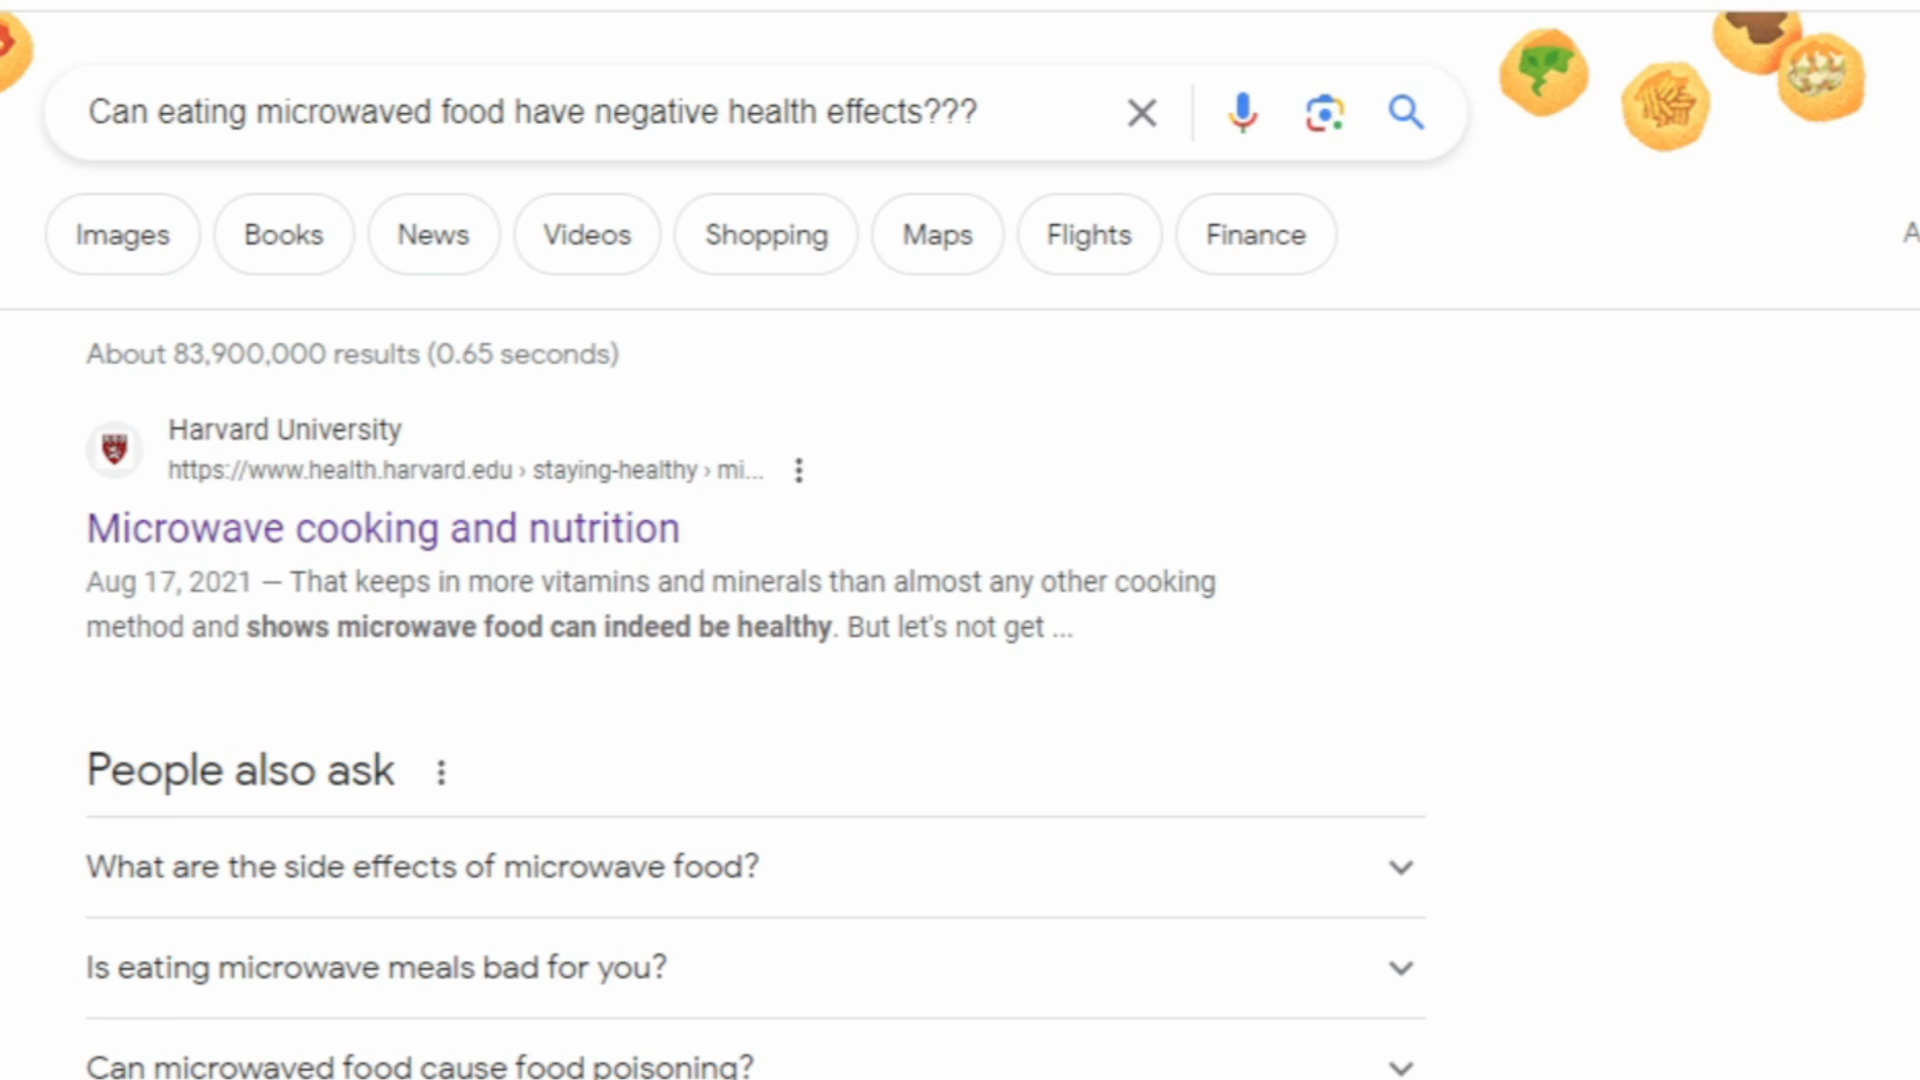 Can eating microwaved food have negative health effects???
Images Books News Videos Shopping Maps Flights Finance
A
About 83,900,000 results (0.65 seconds)
Harvard University
https://www.health.harvard.edu › staying-healthy › mi...
Microwave cooking and nutrition
Aug 17, 2021 — That keeps in more vitamins and minerals than almost any other cooking
method and shows microwave food can indeed be healthy. But let's not get ...
People also ask
What are the side effects of microwave food?
Is eating microwave meals bad for you?
Can microwaved food cause food poisoning?